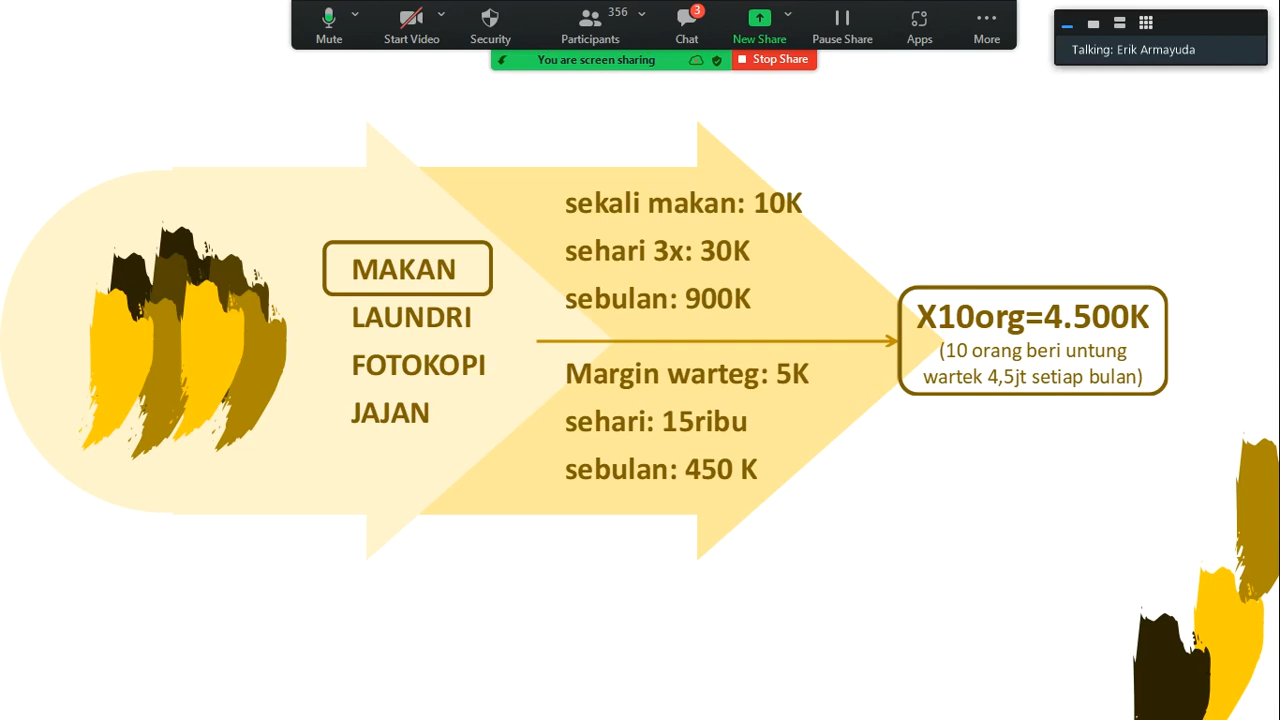 356
3
Mute
Start Video
Security
Participants
Chat
New Share
Pause Share
Apps
More
You are screen sharing
Stop Share
Talking: Erik Armayuda
MAKAN
LAUNDRI
FOTOKOPI
JAJAN
sekali makan: 10K
sehari 3x: 30K
sebulan: 900K
Margin warteg: 5K
sehari: 15ribu
sebulan: 450 K
X10org=4.500K
(10 orang beri untung
wartek 4,5jt setiap bulan)